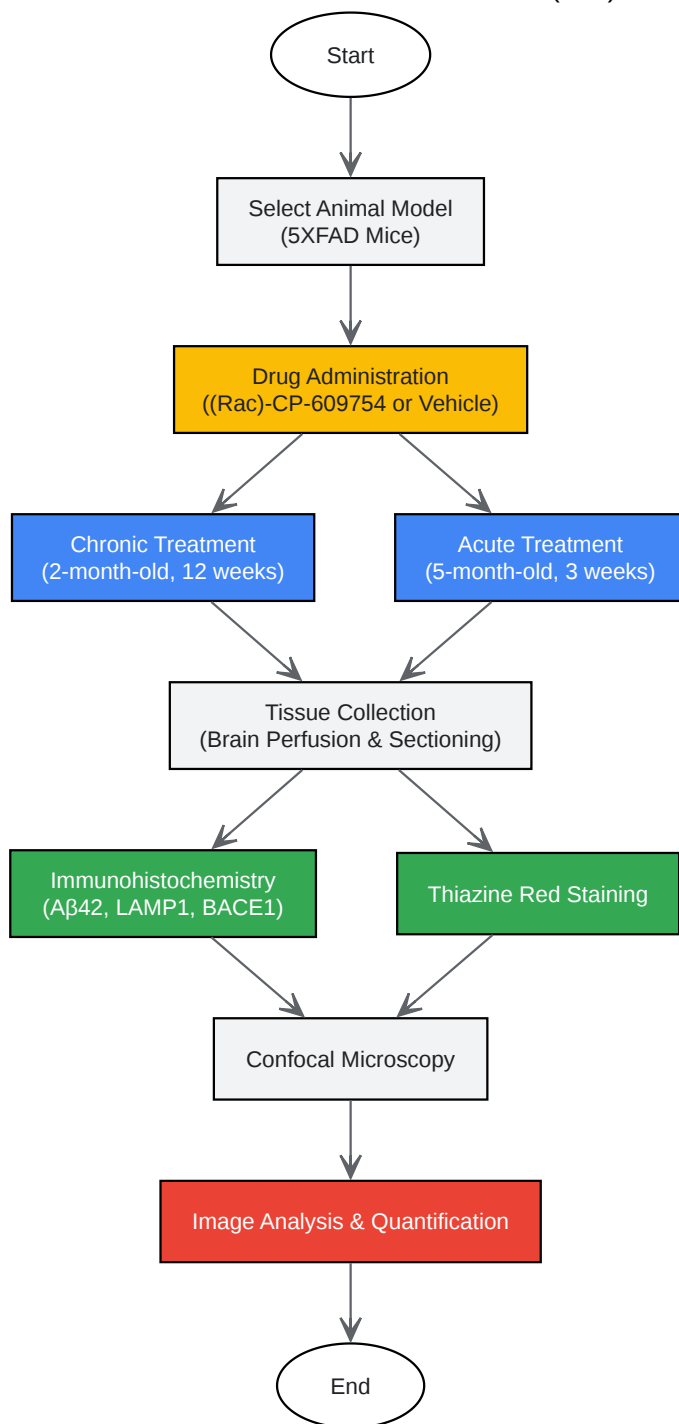 Start
Select Animal Model
(5XFAD Mice)
Drug Administration
((Rac)-CP-609754 or Vehicle)
Chronic Treatment
(2-month-old, 12 weeks)
Acute Treatment
(5-month-old, 3 weeks)
Tissue Collection
(Brain Perfusion & Sectioning)
Immunohistochemistry
(Aβ42, LAMP1, BACE1)
Thiazine Red Staining
Confocal Microscopy
Image Analysis & Quantification
End